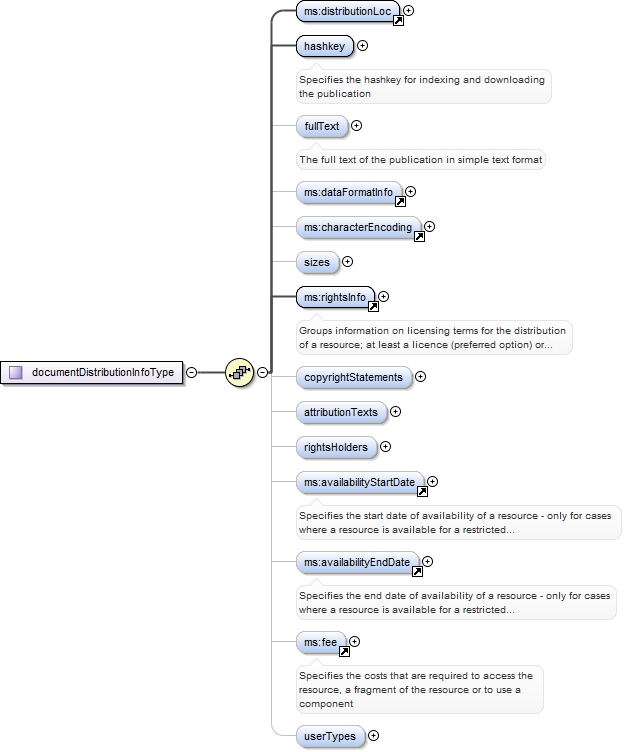 ms:distributionLoc
hashkey
Specifies the hashkey for indexing and downloading
the publication
fullText
The full text of the publication in simple text format
ms:dataFormatInfo
ms:characterEncoding
sizes
ms:rightsInfo
Groups information on licensing terms for the distribution
of a resource; at least a licence (preferred option) or...
documentDistributionInfoType
copyrightStatements
attributionTexts
rightsHolders
ms:availabilityStartDate
Specifies the start date of availability of a resource - only for cases
where a resource is available for a restricted...
ms:availabilityEndDate
Specifies the end date of availability of a resource - only for cases
where a resource is available for a restricted...
ms:fee
Specifies the costs that are required to access the
resource, a fragment of the resource or to use a
component
userTypes